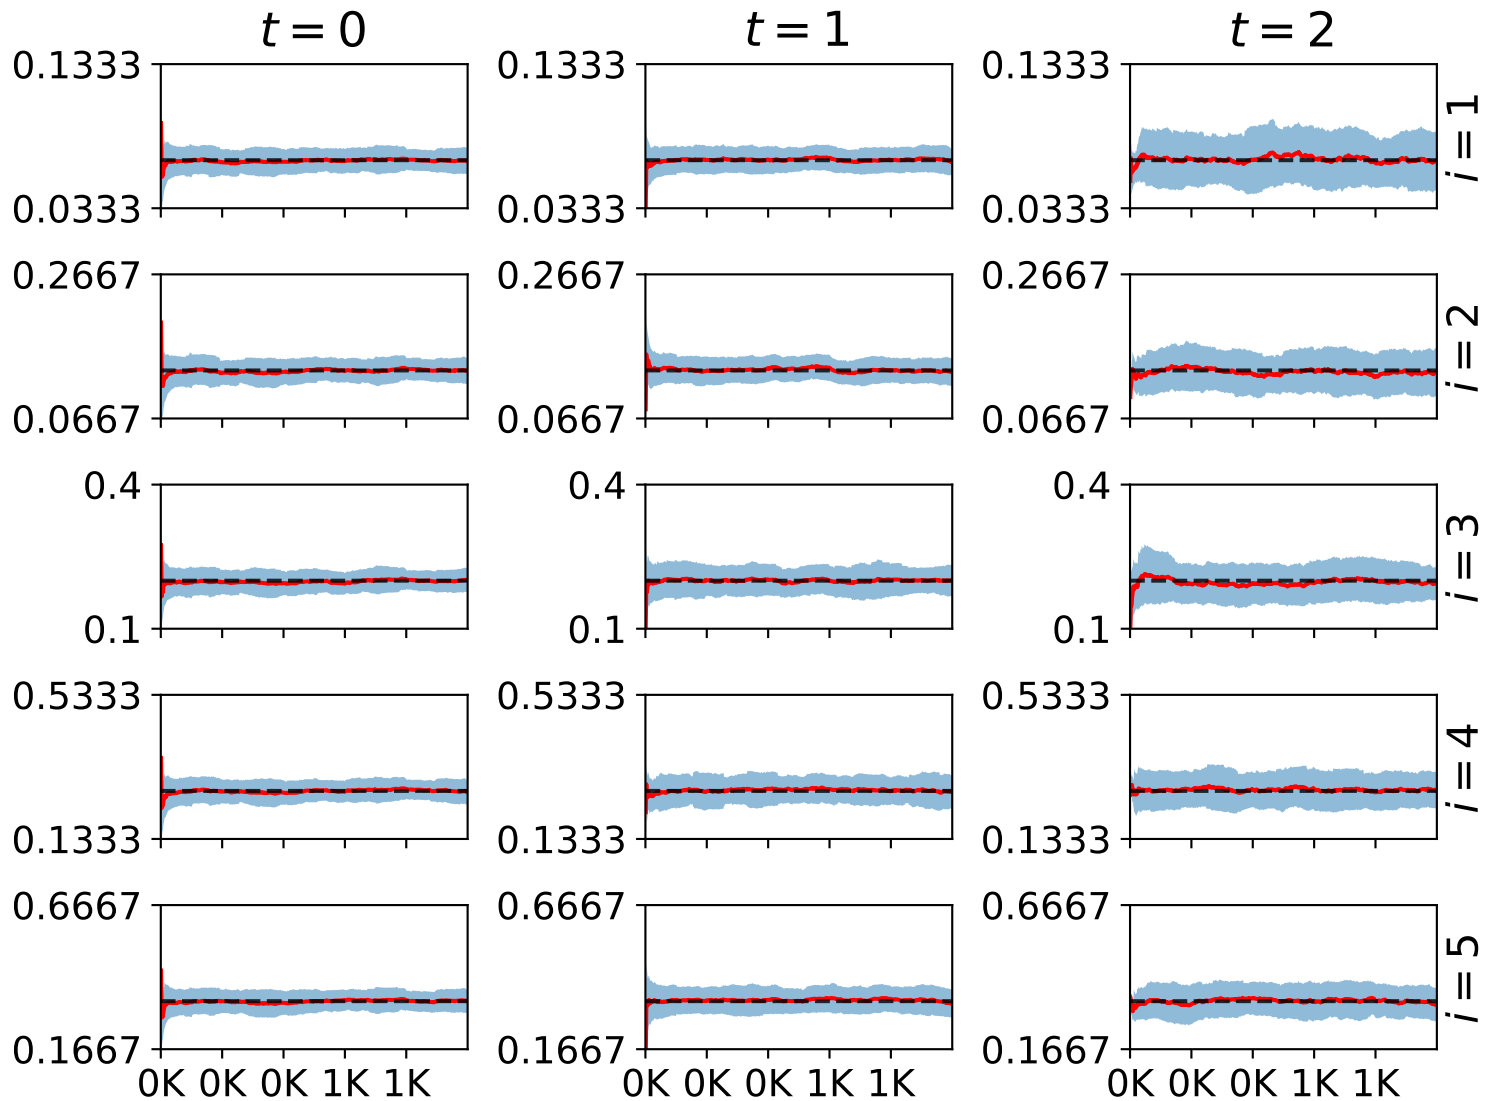 t = 0 t = 1 t = 2
0.1333 0.1333 0.1333
i = 1
0.0333 0.0333 0.0333
0.2667 0.2667 0.2667
i = 2
0.0667 0.0667 0.0667
0.4 0.4 0.4
i = 3
0.1 0.1 0.1
0.5333 0.5333 0.5333
i = 4
0.1333 0.1333 0.1333
0.6667 0.6667 0.6667
i = 5
0.1667 0.1667 0.1667
0K 0K 0K 1K 1K 0K 0K 0K 1K 1K 0K 0K 0K 1K 1K